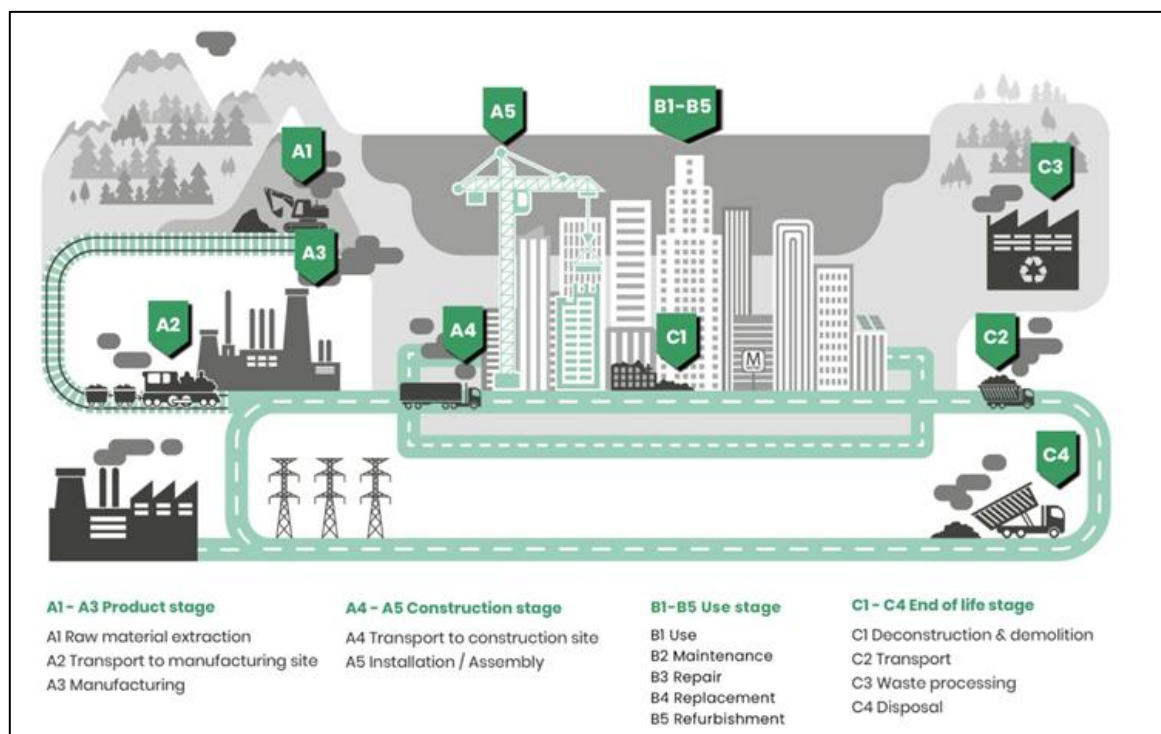 A5
B1-B5
A1
C3
A3
A2
A4
C1
C2
M
C4
A1 - A3 Product stage
A1 Raw material extraction
A2 Transport to manufacturing site
A3 Manufacturing
A4 - A5 Construction stage
A4 Transport to construction site
A5 Installation / Assembly
B1-B5 Use stage
B1 Use
B2 Maintenance
B3 Repair
B4 Replacement
B5 Refurbishment
C1 - C4 End of life stage
C1 Deconstruction & demolition
C2 Transport
C3 Waste processing
C4 Disposal